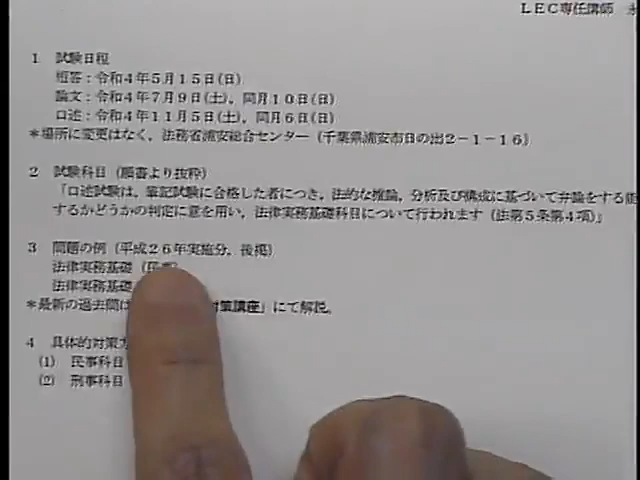 LEC専任講師
1 試験日程
短答：令和4年5月15日(日)
論文：令和4年7月9日(土)，同月10日(日)
口述：令和4年11月5日(土)，同月6日(日)
＊場所に変更はなく，法務省浦安総合センター（千葉県浦安市日の出2－1－16）
2 試験科目（願書より抜粋）
「口述試験は，筆記試験に合格した者につき，法的な推論，分析及び構成に基づいて弁論をする能
するかどうかの判定に意を用い，法律実務基礎科目について行われます（法第5条第4項）」
3 問題の例（平成26年実施分，後掲）
法律実務基礎（民
法律実務基礎
＊最新の過去問は 対策講座」にて解説。
4 具体的対策方
(1) 民事科目
(2) 刑事科目